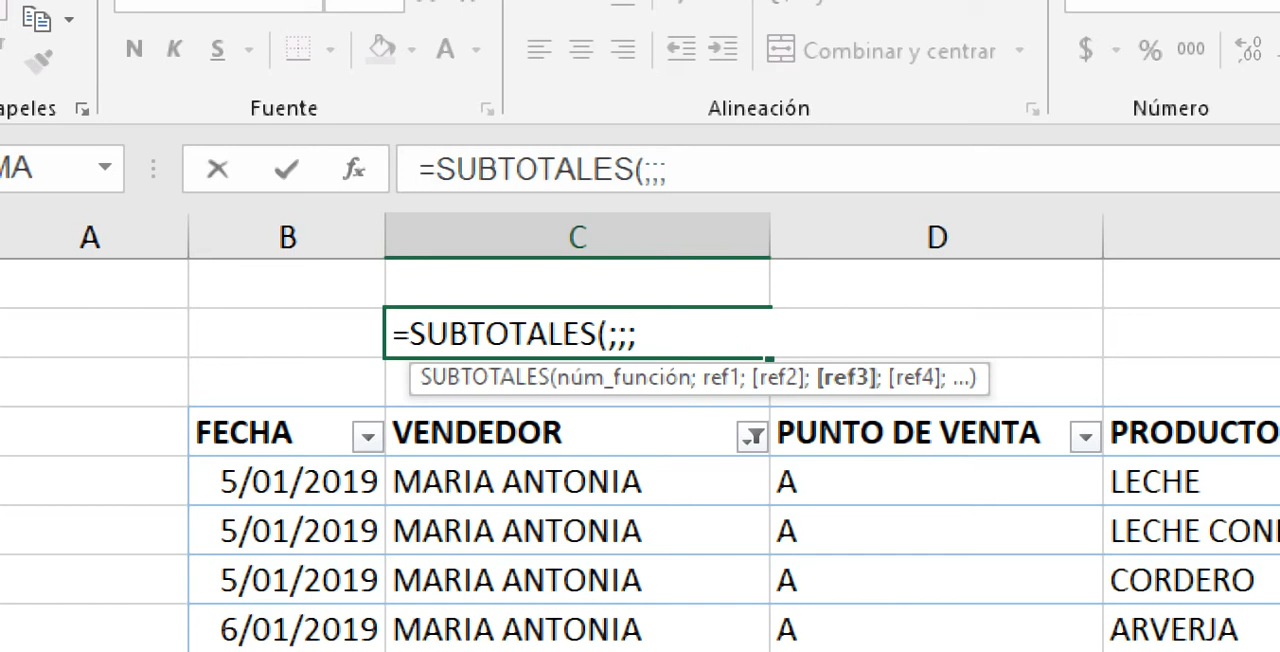 N K S A Combinar y centrar $ % 000
apeles Fuente Alineación Número
MA fx =SUBTOTALES(;;;
A B C D
=SUBTOTALES(;;;
SUBTOTALES(núm_función; ref1; [ref2]; [ref3]; [ref4]; ...)
FECHA VENDEDOR PUNTO DE VENTA PRODUCTO
5/01/2019 MARIA ANTONIA A LECHE
5/01/2019 MARIA ANTONIA A LECHE CON
5/01/2019 MARIA ANTONIA A CORDERO
6/01/2019 MARIA ANTONIA A ARVERJA